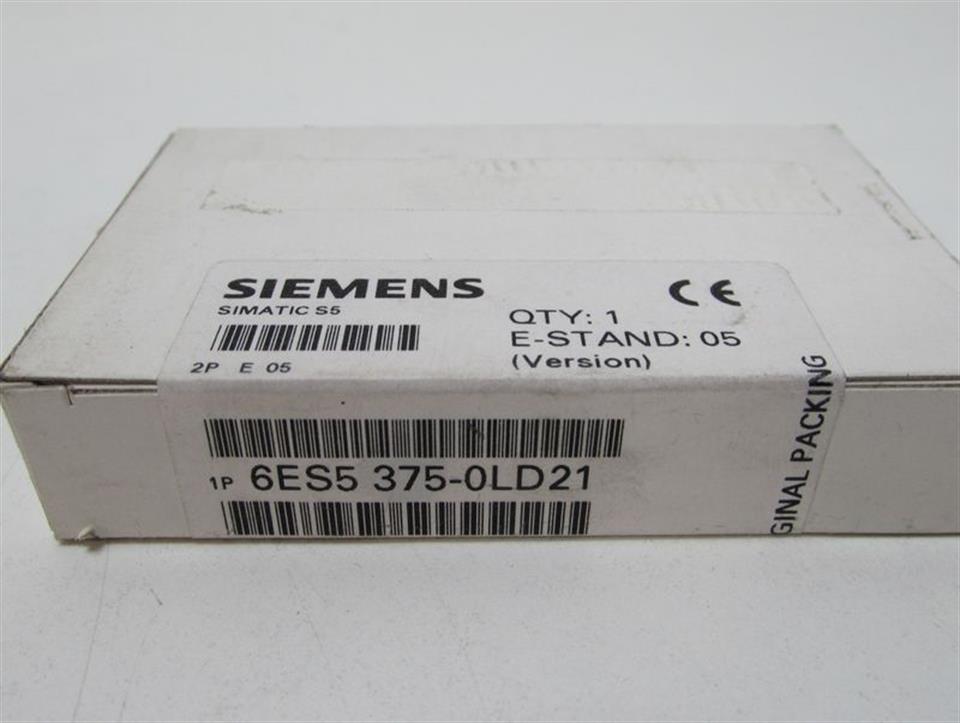 SIEMENS
SIMATIC S5
CE
QTY: 1
E-STAND: 05
(Version)
2P E 05
1P 6ES5 375-0LD21
GINAL PACKING